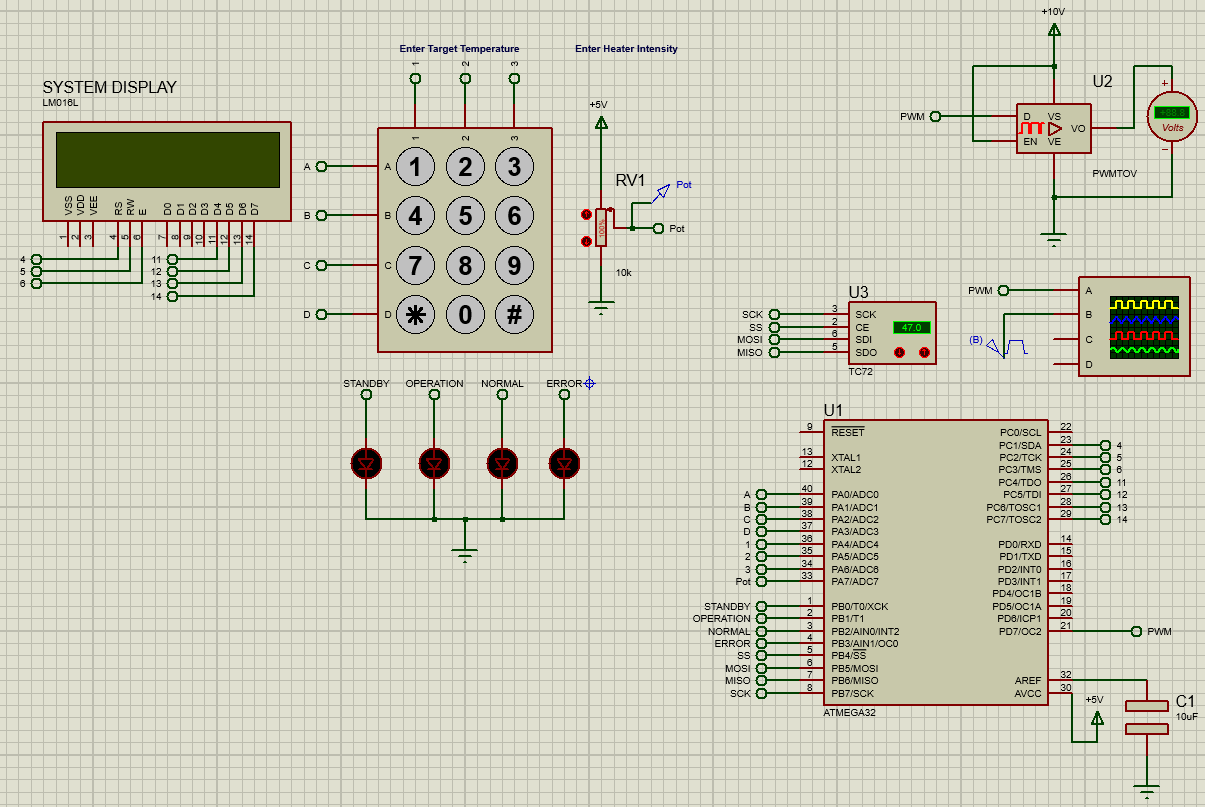 SYSTEM DISPLAY
LM016L
VSS VDD VEE RS RW E D0 D1 D2 D3 D4 D5 D6 D7
1 2 3 4 5 6 7 8 9 10 11 12 13 14
4
5
6
11
12
13
14
Enter Target Temperature
1 2 3
1 2 3
A A 1 2 3
B B 4 5 6
C C 7 8 9
D D * 0 #
Enter Heater Intensity
+5V
RV1
Pot
Pot
100%
10k
STANDBY OPERATION NORMAL ERROR
+10V
U2
PWM D VS VO
EN VE
PWMTOV
+
Volts
−
U3
SCK 3 SCK
SS 2 CE 47.0
MOSI 6 SDI
MISO 5 SDO
TC72
PWM A
(B) B
C
D
U1
9 RESET PC0/SCL 22
PC1/SDA 23 4
13 XTAL1 PC2/TCK 24 5
12 XTAL2 PC3/TMS 25 6
PC4/TDO 26 11
A 40 PA0/ADC0 PC5/TDI 27 12
B 39 PA1/ADC1 PC6/TOSC1 28 13
C 38 PA2/ADC2 PC7/TOSC2 29 14
D 37 PA3/ADC3
1 36 PA4/ADC4 PD0/RXD 14
2 35 PA5/ADC5 PD1/TXD 15
3 34 PA6/ADC6 PD2/INT0 16
Pot 33 PA7/ADC7 PD3/INT1 17
PD4/OC1B 18
STANDBY 1 PB0/T0/XCK PD5/OC1A 19
OPERATION 2 PB1/T1 PD6/ICP1 20
NORMAL 3 PB2/AIN0/INT2 PD7/OC2 21 PWM
ERROR 4 PB3/AIN1/OC0
SS 5 PB4/SS
MOSI 6 PB5/MOSI
MISO 7 PB6/MISO AREF 32
SCK 8 PB7/SCK AVCC 30
ATMEGA32
+5V
C1
10uF